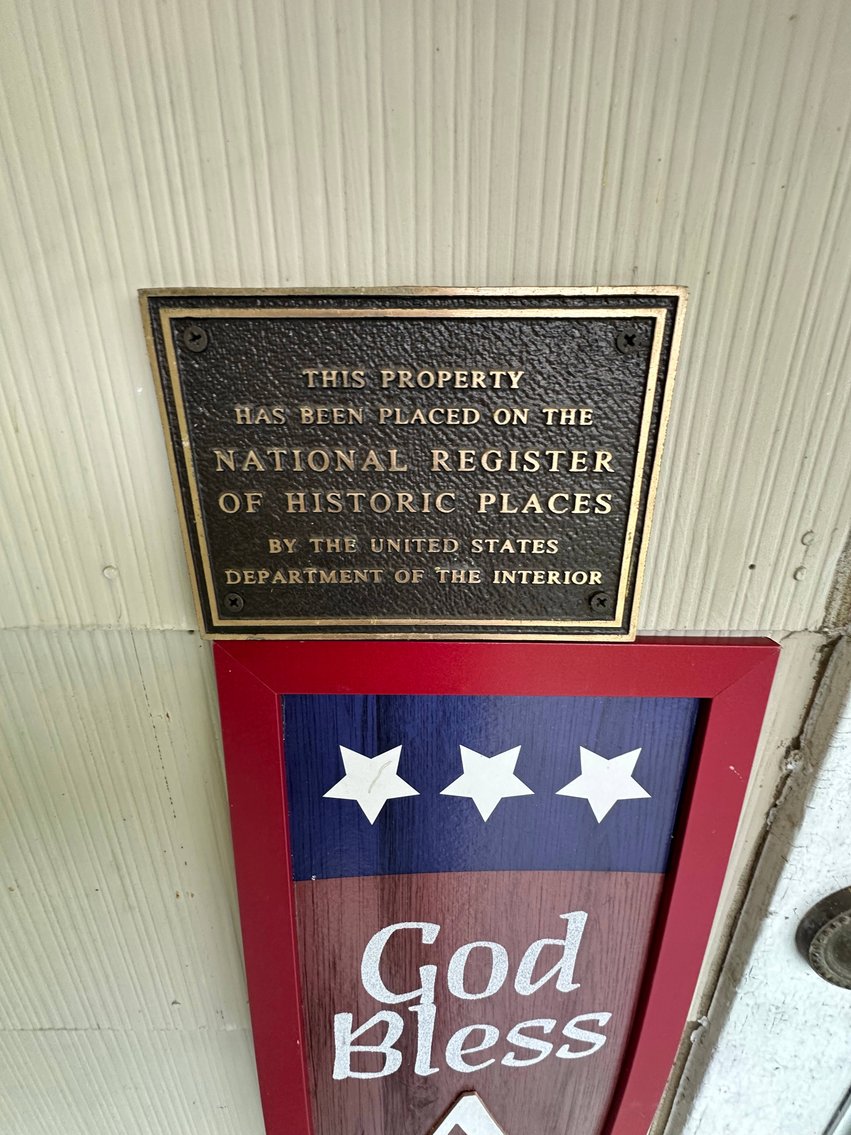 THIS PROPERTY
HAS BEEN PLACED ON THE
NATIONAL REGISTER
OF HISTORIC PLACES
BY THE UNITED STATES
DEPARTMENT OF THE INTERIOR
God
Bless